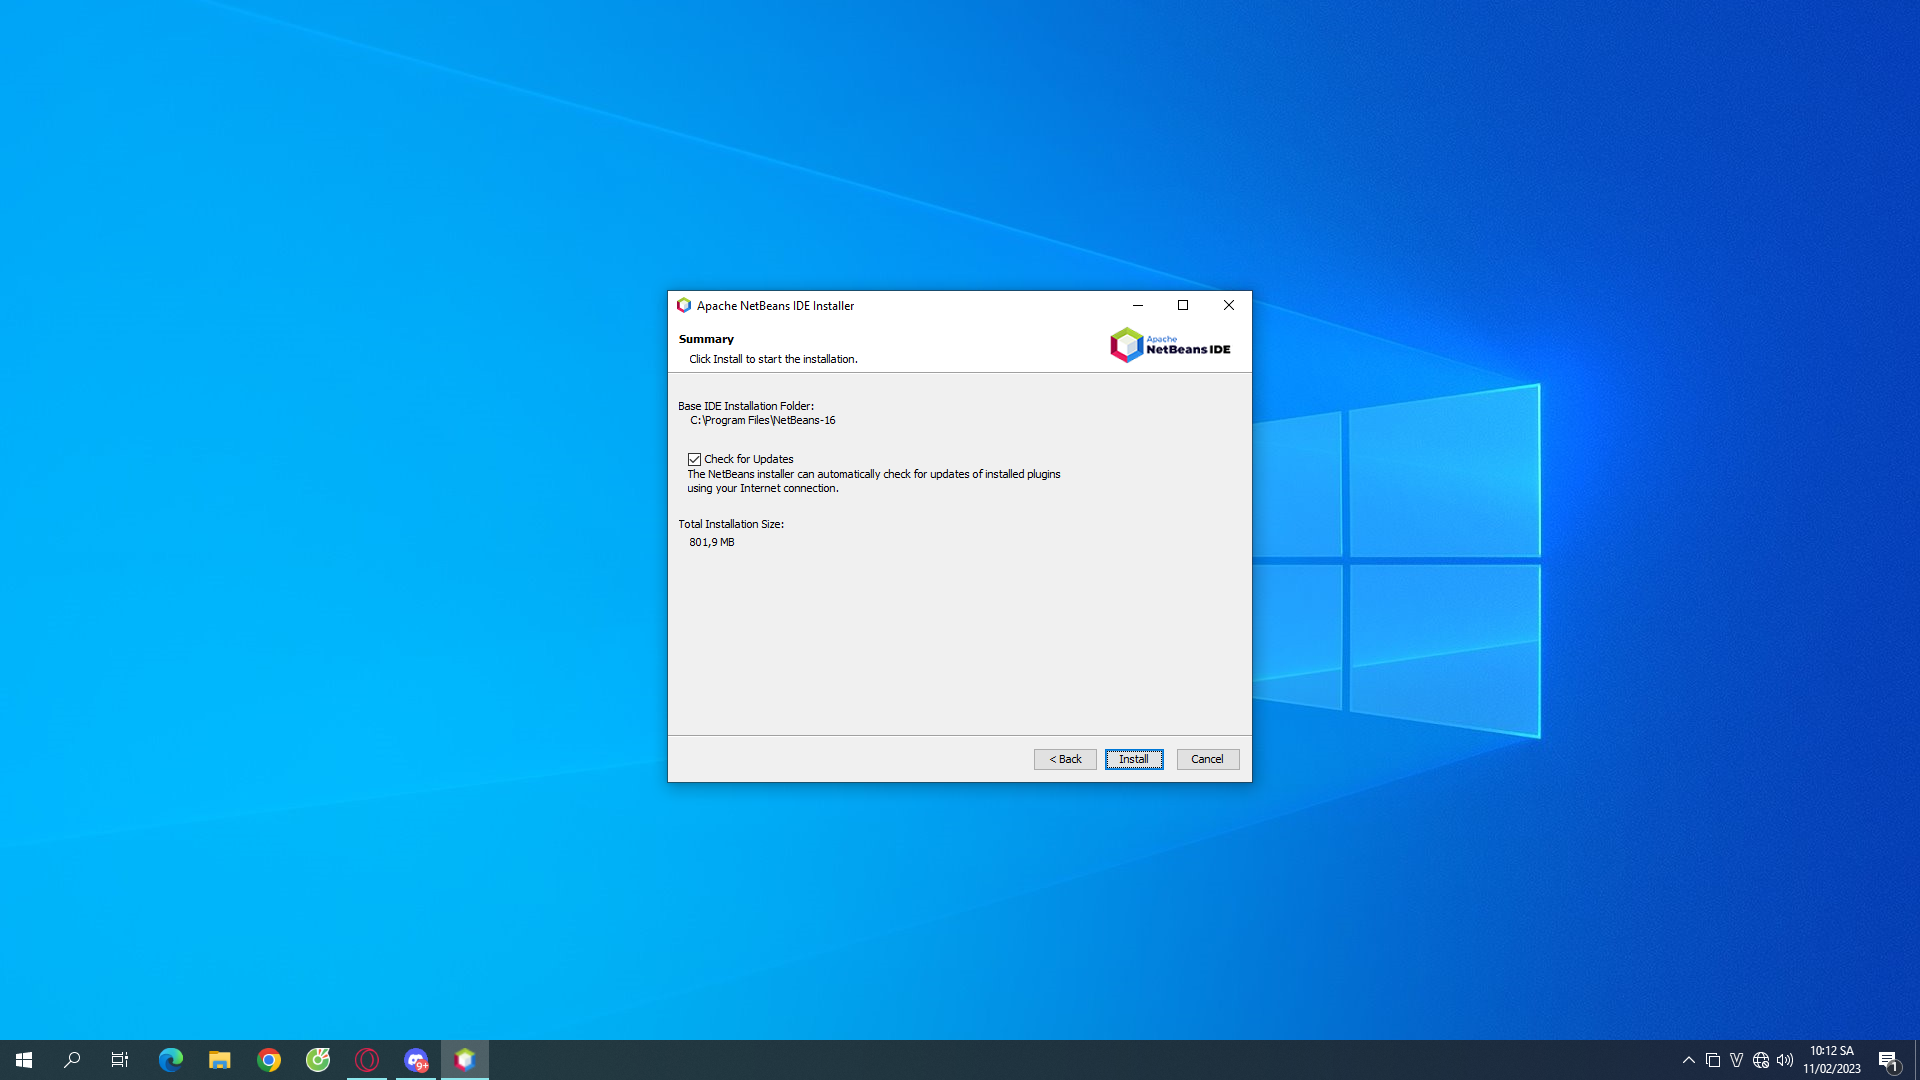 Apache NetBeans IDE Installer
Summary
Click Install to start the installation.
Apache
NetBeans IDE
Base IDE Installation Folder:
C:\Program Files\NetBeans-16
Check for Updates
The NetBeans installer can automatically check for updates of installed plugins
using your Internet connection.
Total Installation Size:
801,9 MB
< Back
Install
Cancel
9+
V
10:12 SA
11/02/2023
1